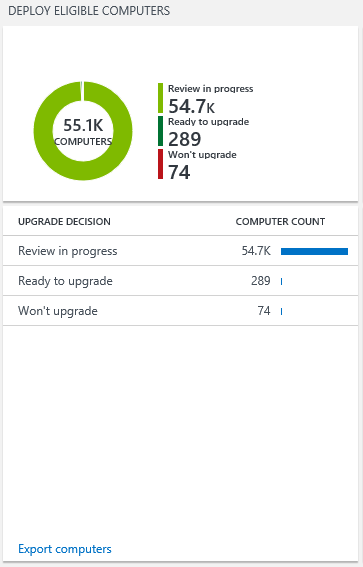 DEPLOY ELIGIBLE COMPUTERS
55.1K
COMPUTERS
Review in progress
54.7K
Ready to upgrade
289
Won't upgrade
74
UPGRADE DECISION COMPUTER COUNT
Review in progress 54.7K
Ready to upgrade 289
Won't upgrade 74
Export computers